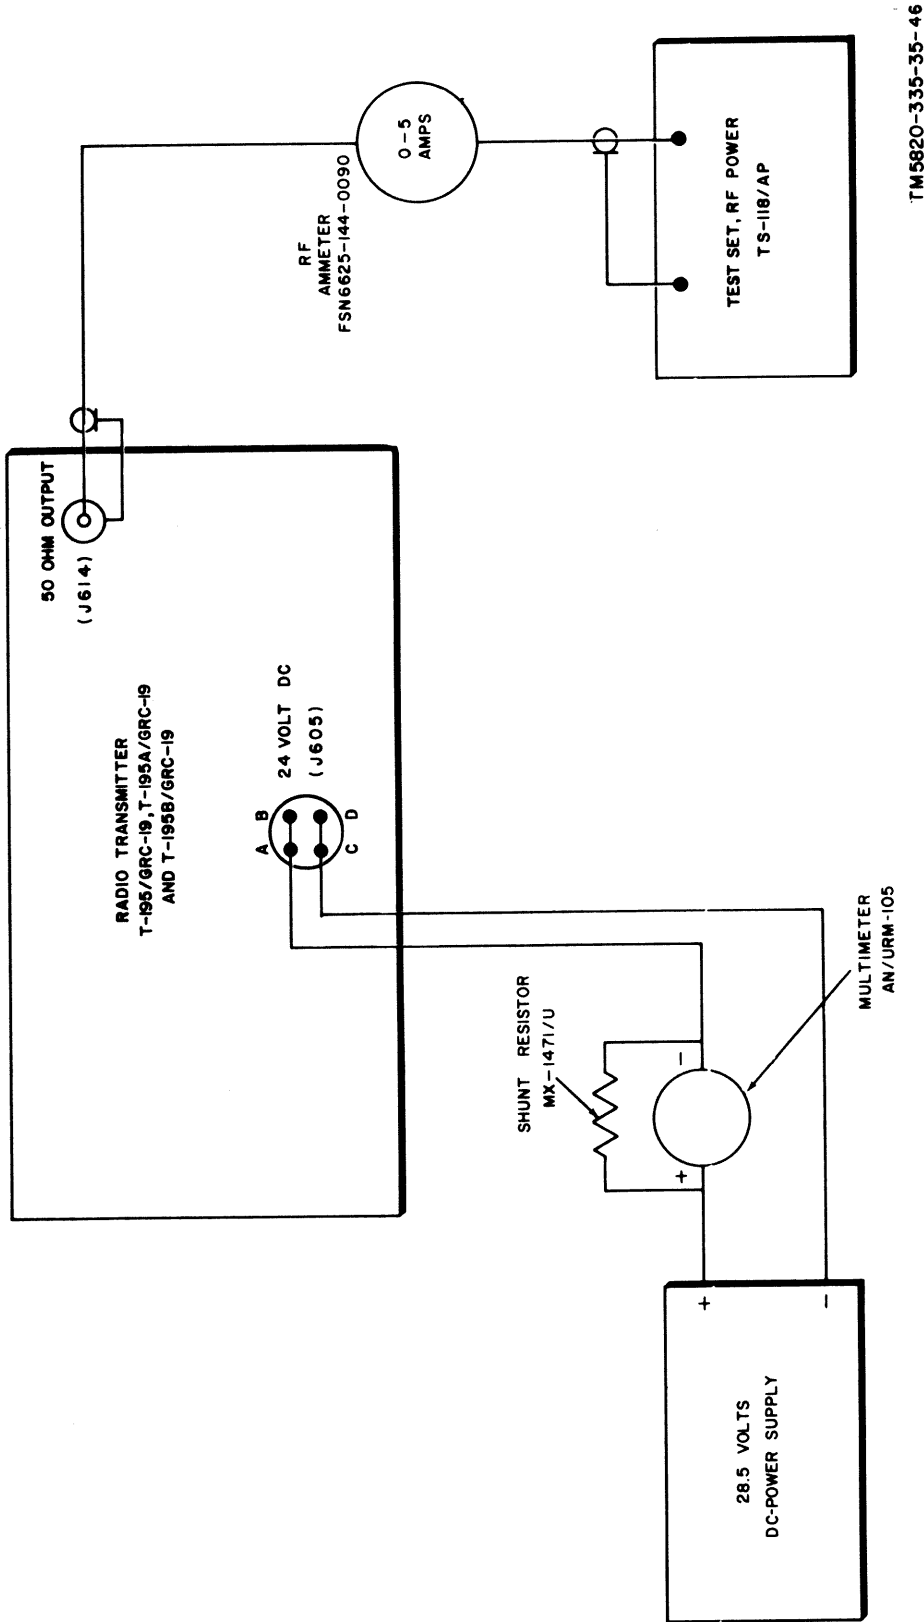 RADIO TRANSMITTER
T-195/GRC-19, T-195A/GRC-19
AND T-195B/GRC-19
50 OHM OUTPUT
(J614)
24 VOLT DC
(J605)
A
B
C
D
RF
AMMETER
FSN6625-144-0090
0-5
AMPS
SHUNT RESISTOR
MX-1471/U
+
-
MULTIMETER
AN/URM-105
28.5 VOLTS
DC-POWER SUPPLY
+
-
TEST SET, RF POWER
TS-118/AP
TM5820-335-35-46